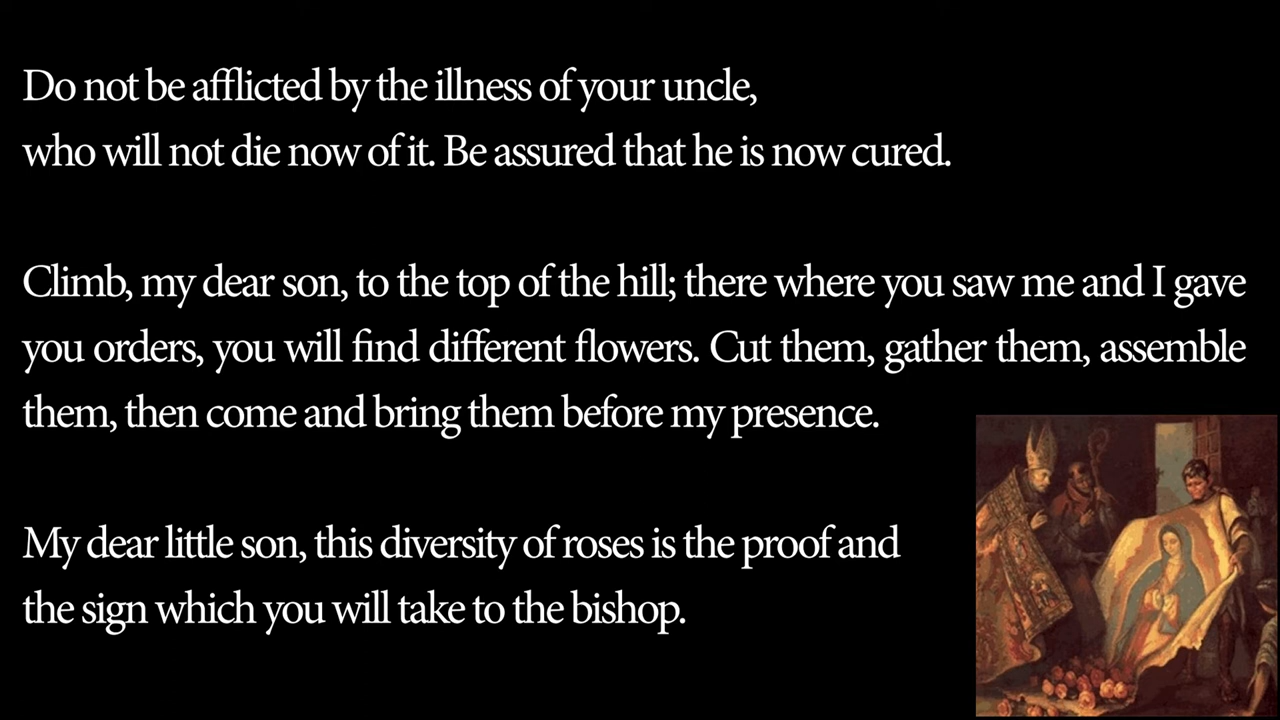 Do not be afflicted by the illness of your uncle,
who will not die now of it. Be assured that he is now cured.
Climb, my dear son, to the top of the hill; there where you saw me and I gave
you orders, you will find different flowers. Cut them, gather them, assemble
them, then come and bring them before my presence.
My dear little son, this diversity of roses is the proof and
the sign which you will take to the bishop.